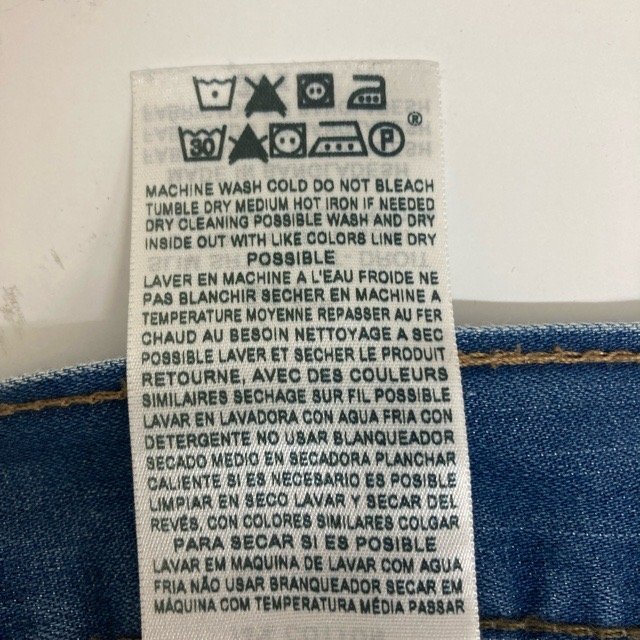 30
P
®
MACHINE WASH COLD DO NOT BLEACH
TUMBLE DRY MEDIUM HOT IRON IF NEEDED
DRY CLEANING POSSIBLE WASH AND DRY
INSIDE OUT WITH LIKE COLORS LINE DRY
POSSIBLE
LAVER EN MACHINE A L'EAU FROIDE NE
PAS BLANCHIR SECHER EN MACHINE A
TEMPERATURE MOYENNE REPASSER AU FER
CHAUD AU BESOIN NETTOYAGE A SEC
POSSIBLE LAVER ET SECHER LE PRODUIT
RETOURNE, AVEC DES COULEURS
SIMILAIRES SECHAGE SUR FIL POSSIBLE
LAVAR EN LAVADORA CON AGUA FRIA CON
DETERGENTE NO USAR BLANQUEADOR
SECADO MEDIO EN SECADORA PLANCHAR
CALIENTE SI ES NECESARIO ES POSIBLE
LIMPIAR EN SECO LAVAR Y SECAR DEL
REVÉS, CON COLORES SIMILARES COLGAR
PARA SECAR SI ES POSIBLE
LAVAR EM MAQUINA DE LAVAR COM AGUA
FRIA NÃO USAR BRANQUEADOR SECAR EM
MÁQUINA COM TEMPERATURA MÉDIA PASSAR